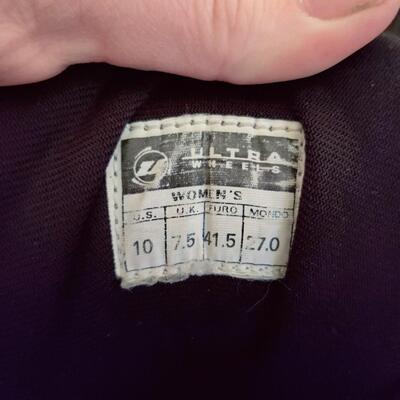 ULTRA
WHEELS
WOMEN'S
U.S. U.K. EURO MONDO
10 7.5 41.5 27.0